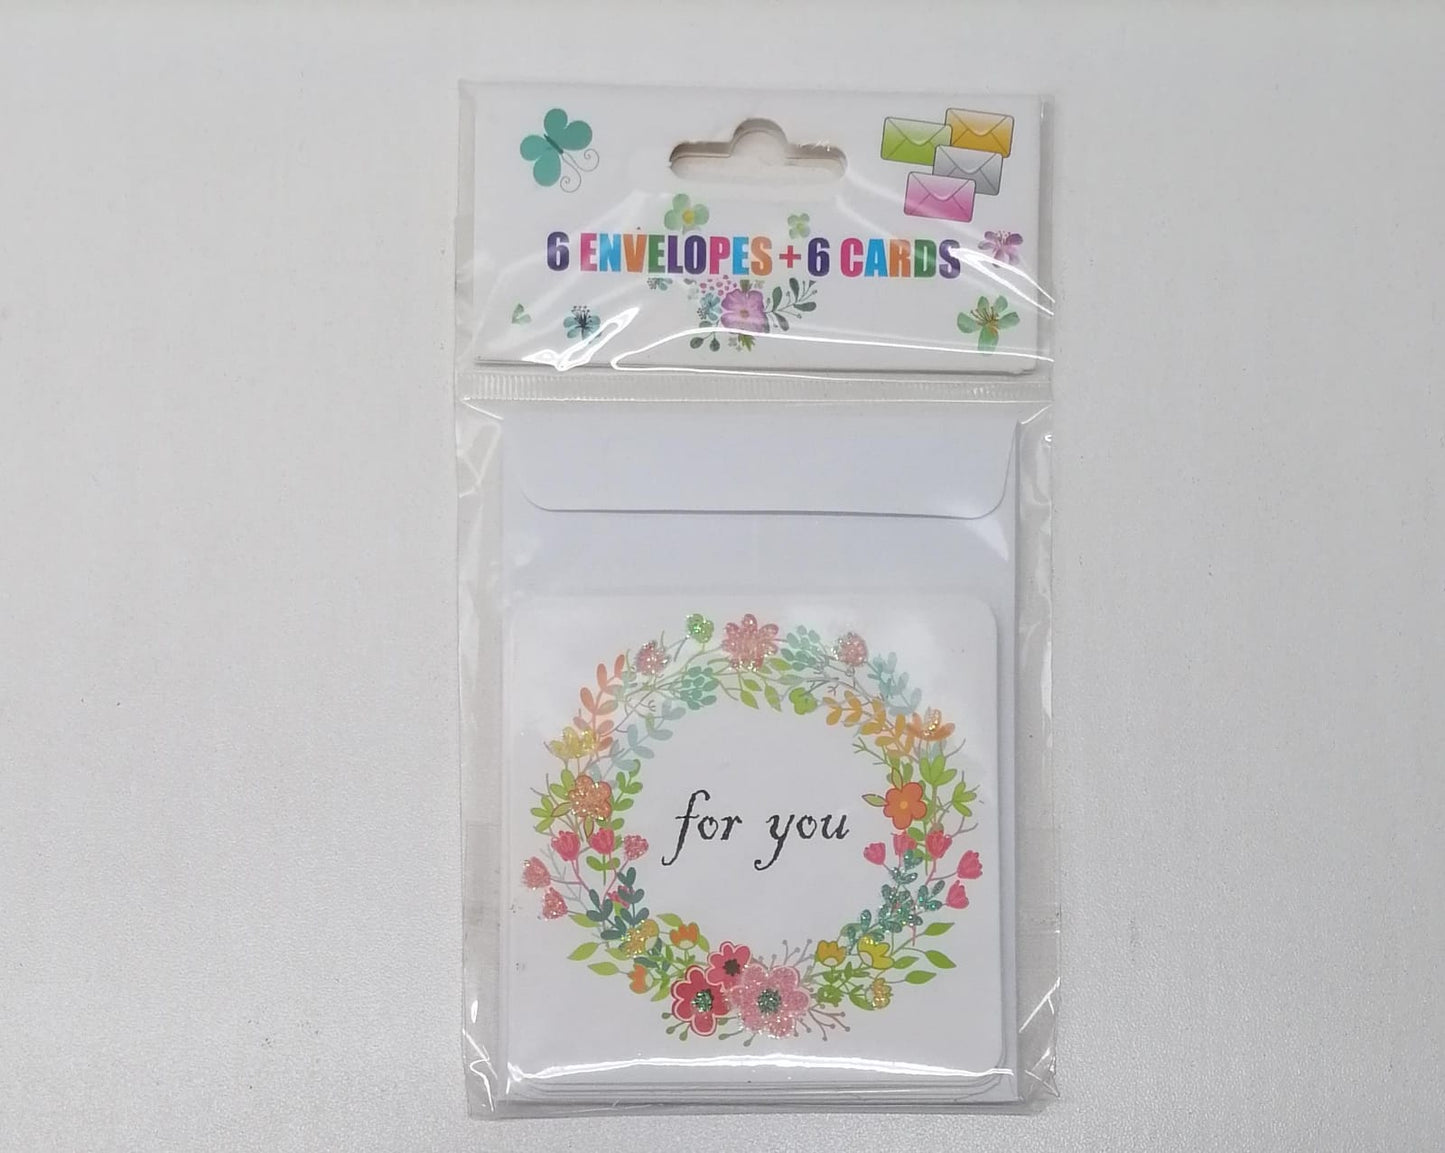 6 ENVELOPES + 6 CARDS
for you